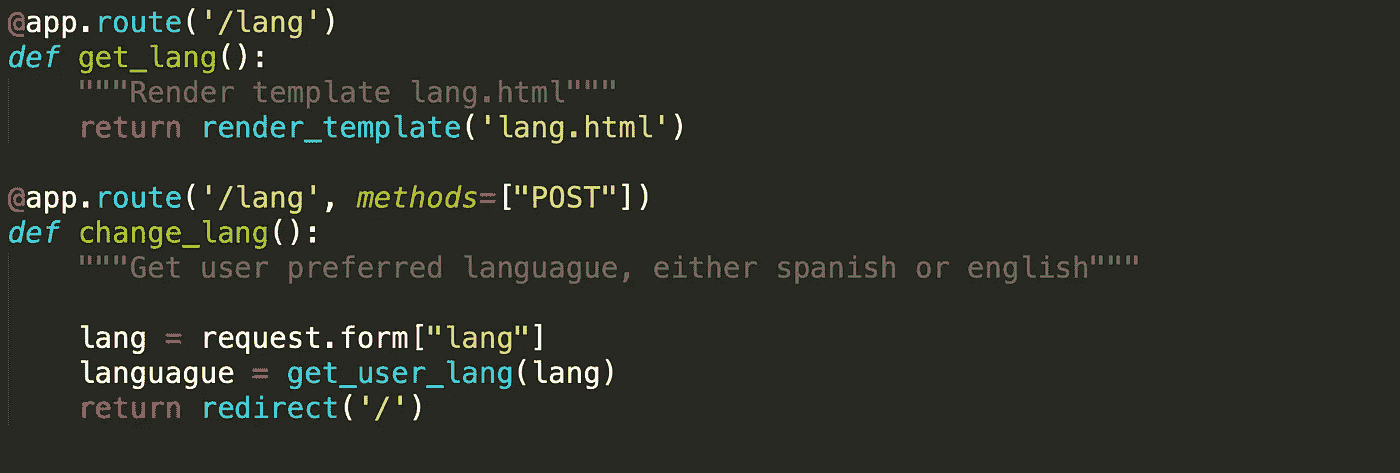 @app.route('/lang')
def get_lang():
    """Render template lang.html"""
    return render_template('lang.html')
@app.route('/lang', methods=["POST"])
def change_lang():
    """Get user preferred languague, either spanish or english"""
    lang = request.form["lang"]
    languague = get_user_lang(lang)
    return redirect('/')